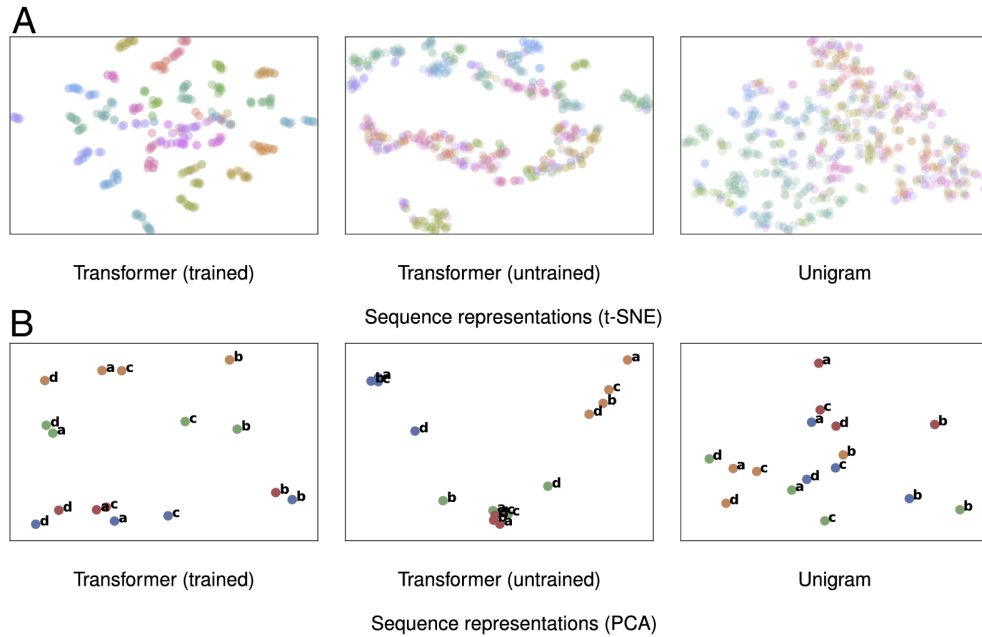 A
Transformer (trained) Transformer (untrained) Unigram
Sequence representations (t-SNE)
B
d a c b
d a c b
d a c b b
d a c
a
c
b
d
d
b
d
a
c
a d b
b
d a c c
d
a
d b b
c
Transformer (trained) Transformer (untrained) Unigram
Sequence representations (PCA)